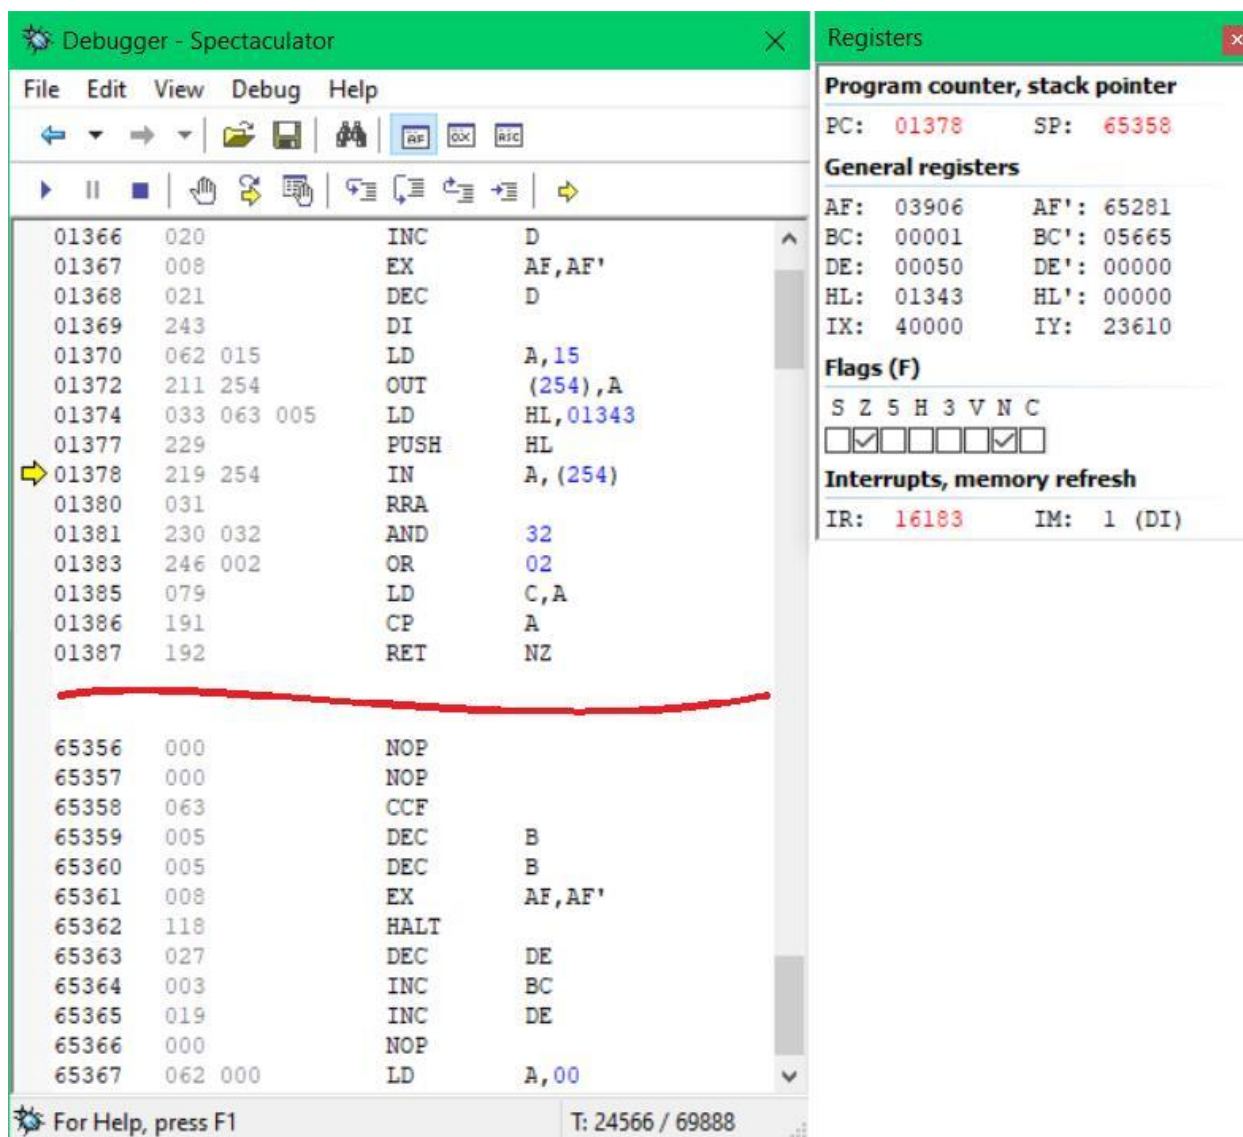 Debugger - Spectaculator
File Edit View Debug Help
AF 0X ASC
01366 020 INC D
01367 008 EX AF,AF'
01368 021 DEC D
01369 243 DI
01370 062 015 LD A,15
01372 211 254 OUT (254),A
01374 033 063 005 LD HL,01343
01377 229 PUSH HL
01378 219 254 IN A,(254)
01380 031 RRA
01381 230 032 AND 32
01383 246 002 OR 02
01385 079 LD C,A
01386 191 CP A
01387 192 RET NZ
65356 000 NOP
65357 000 NOP
65358 063 CCF
65359 005 DEC B
65360 005 DEC B
65361 008 EX AF,AF'
65362 118 HALT
65363 027 DEC DE
65364 003 INC BC
65365 019 INC DE
65366 000 NOP
65367 062 000 LD A,00
For Help, press F1 T: 24566 / 69888
Registers
Program counter, stack pointer
PC: 01378 SP: 65358
General registers
AF: 03906 AF': 65281
BC: 00001 BC': 05665
DE: 00050 DE': 00000
HL: 01343 HL': 00000
IX: 40000 IY: 23610
Flags (F)
S Z 5 H 3 V N C
Interrupts, memory refresh
IR: 16183 IM: 1 (DI)